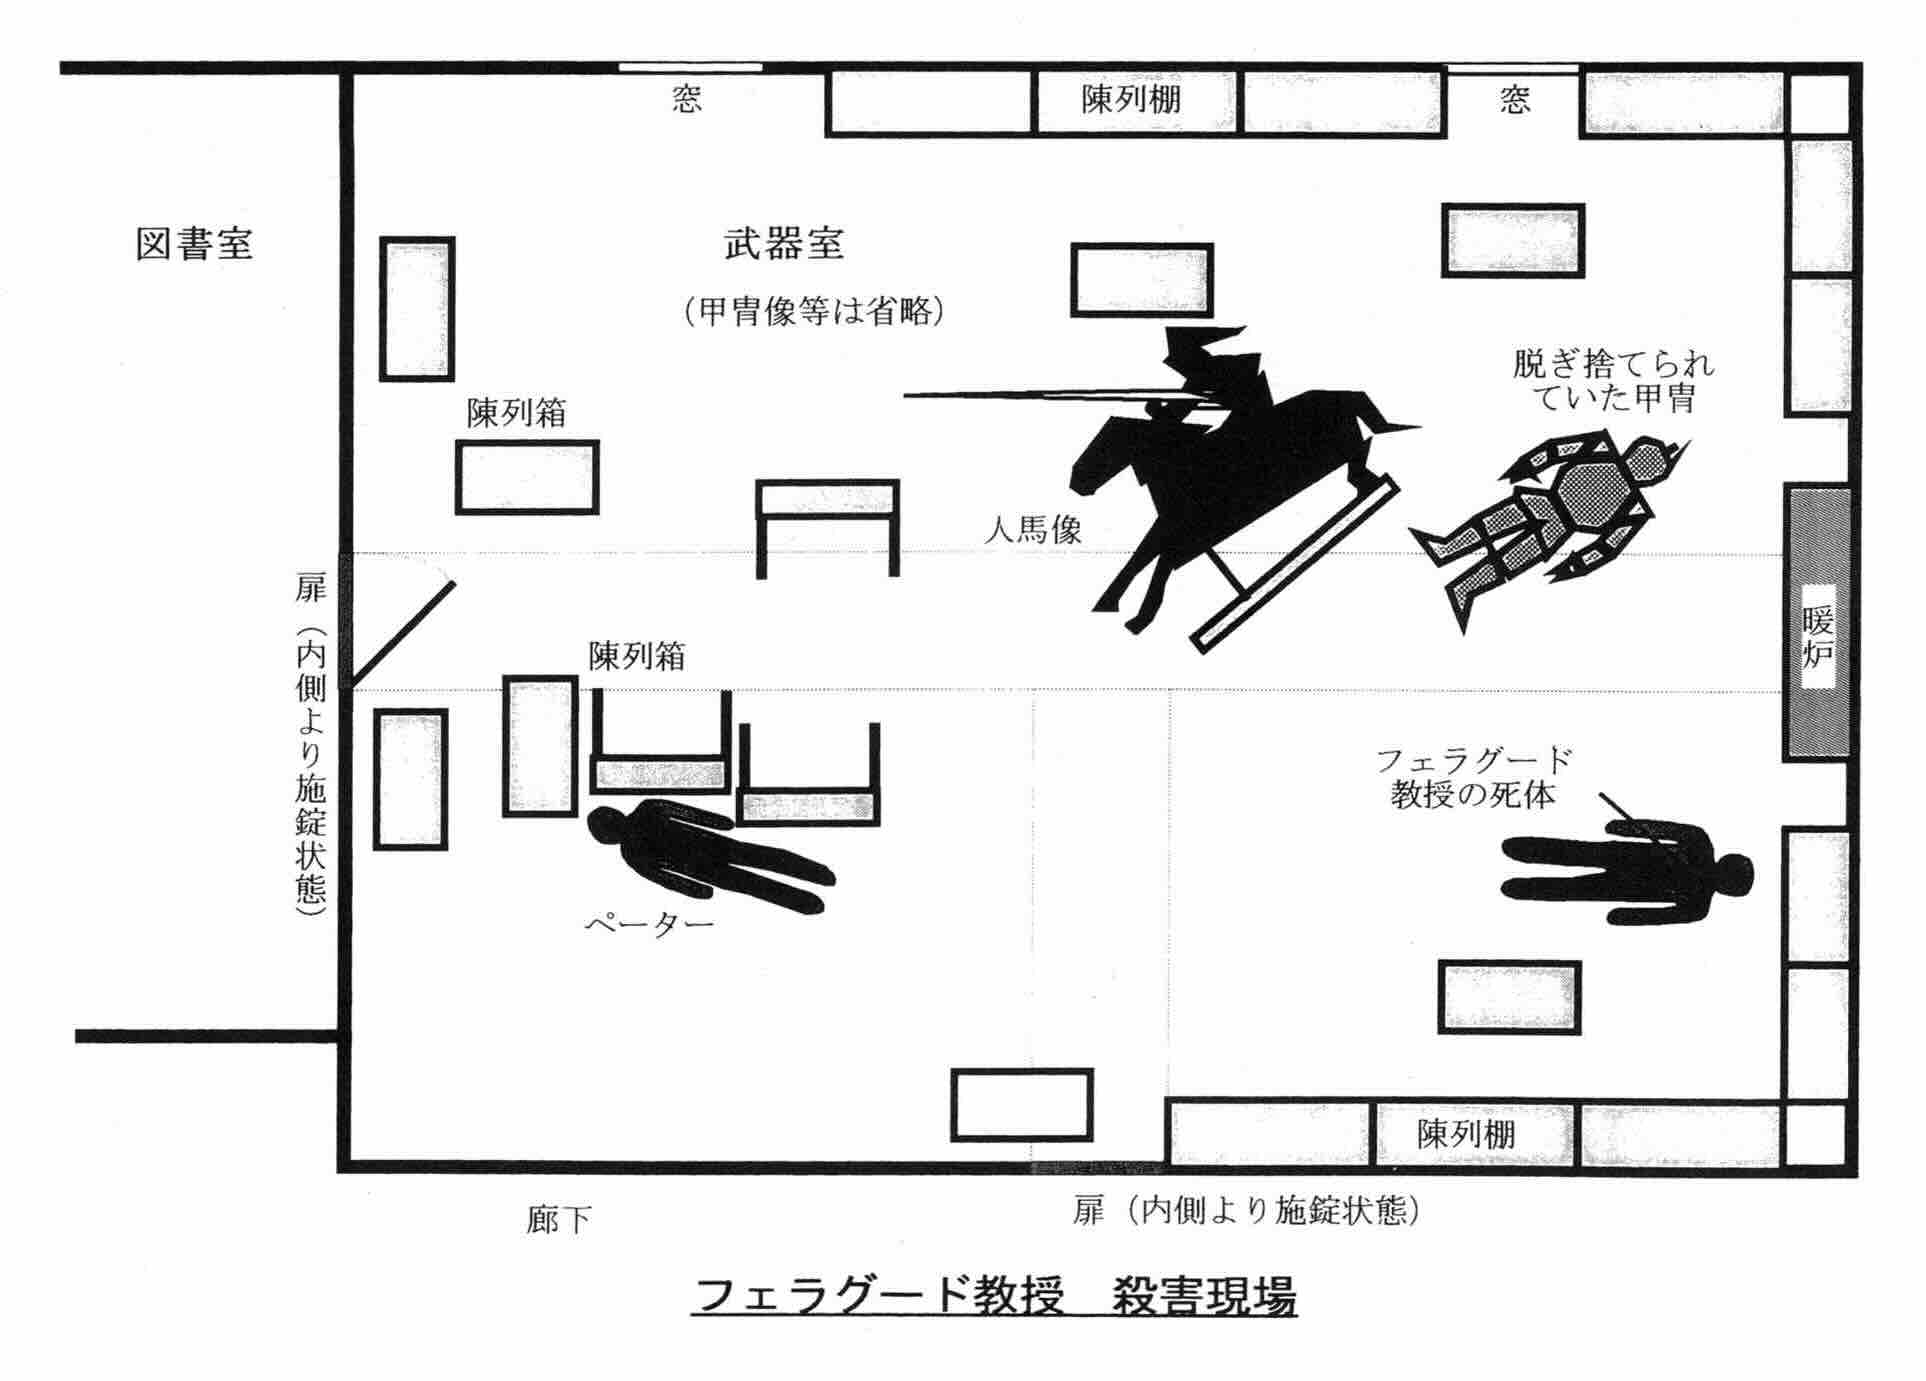 窓
陳列棚
窓
図書室
武器室
（甲冑像等は省略）
脱ぎ捨てられ
ていた甲冑
陳列箱
人馬像
扉（内側より施錠状態）
暖炉
陳列箱
フェラグード
教授の死体
ペーター
陳列棚
廊下
扉（内側より施錠状態）
フェラグード教授　殺害現場